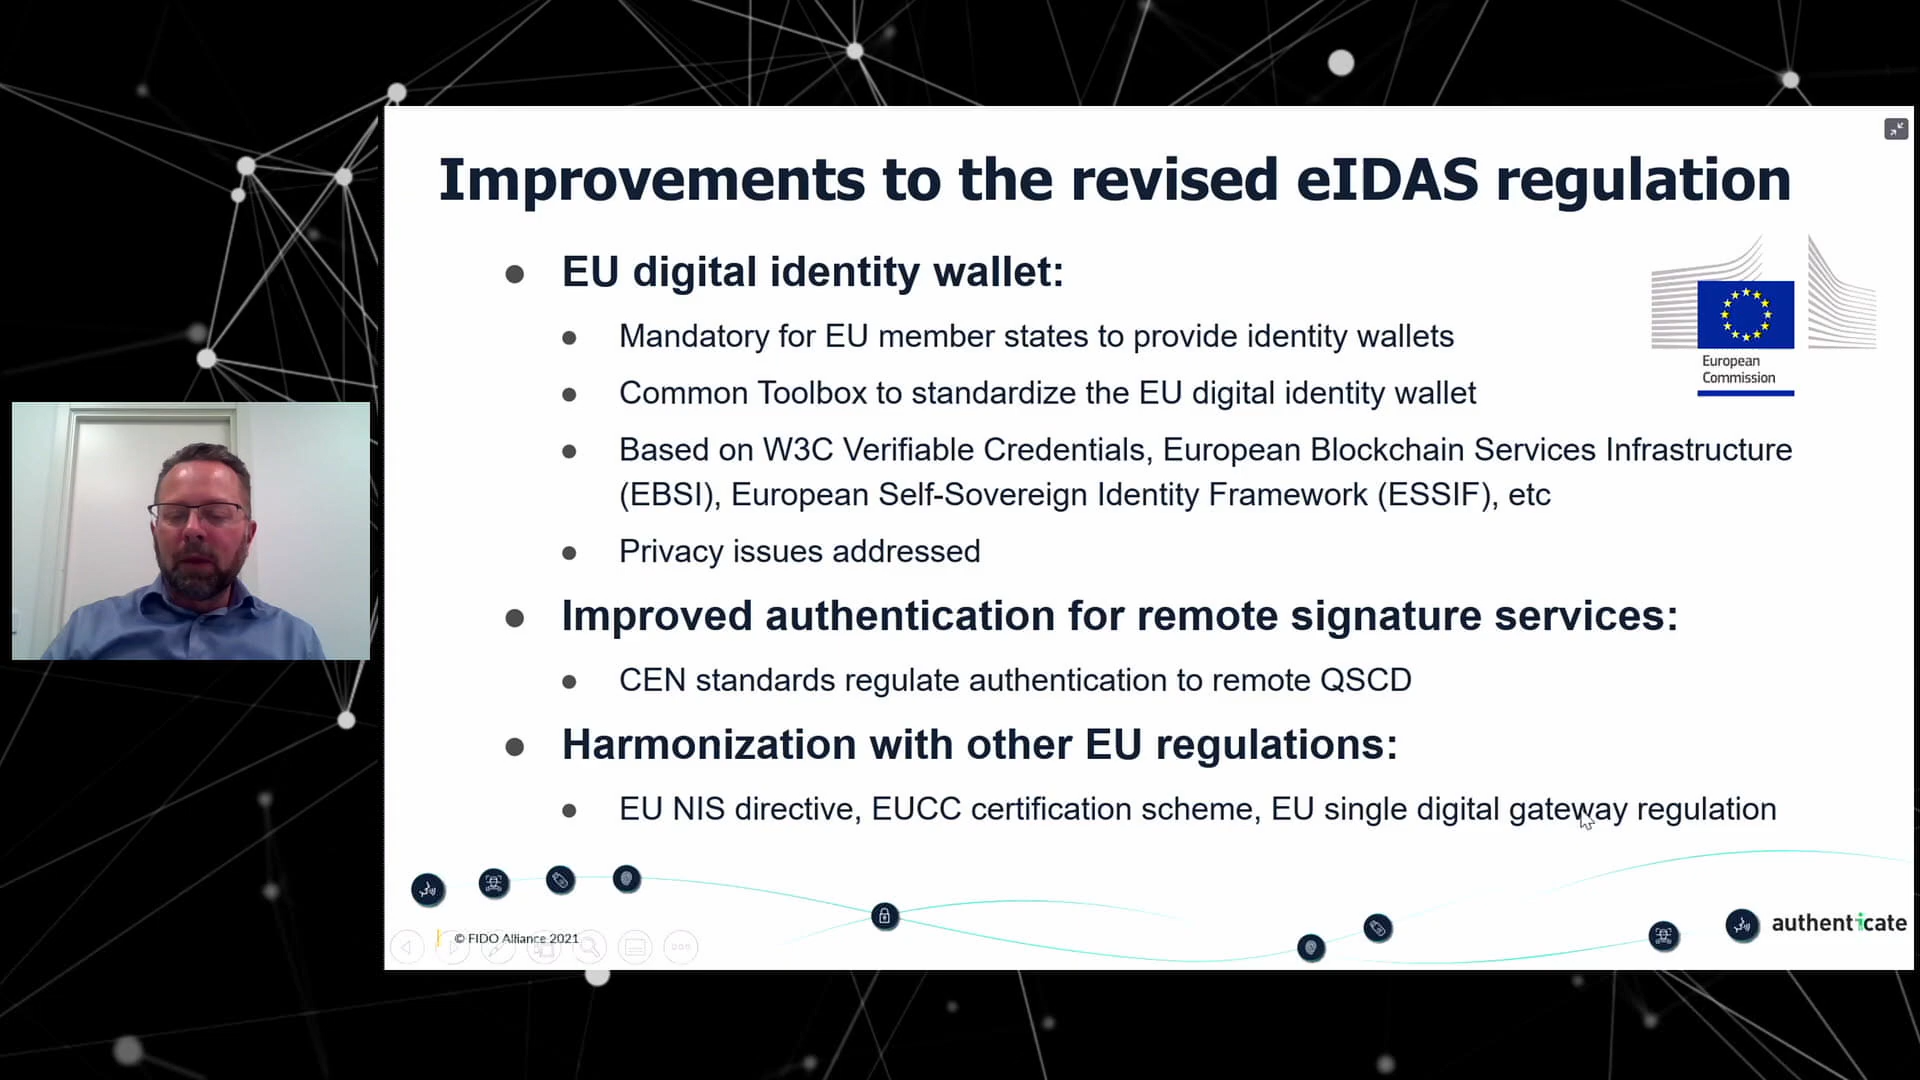 Improvements to the revised eIDAS regulation
EU digital identity wallet:
Mandatory for EU member states to provide identity wallets
Common Toolbox to standardize the EU digital identity wallet
Based on W3C Verifiable Credentials, European Blockchain Services Infrastructure
(EBSI), European Self-Sovereign Identity Framework (ESSIF), etc
Privacy issues addressed
European
Commission
Improved authentication for remote signature services:
CEN standards regulate authentication to remote QSCD
Harmonization with other EU regulations:
EU NIS directive, EUCC certification scheme, EU single digital gateway regulation
© FIDO Alliance 2021
authenticate